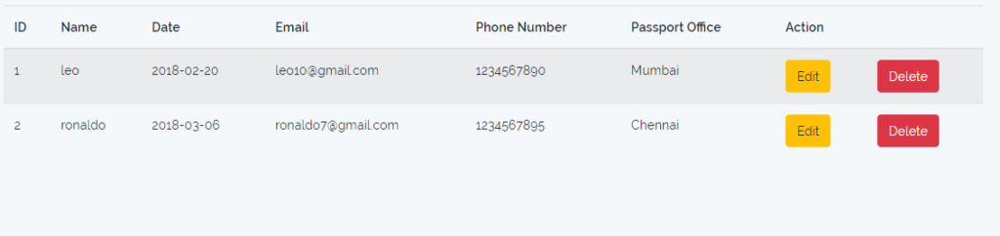 ID Name Date Email Phone Number Passport Office Action
1 leo 2018-02-20 leo10@gmail.com 1234567890 Mumbai Edit Delete
2 ronaldo 2018-03-06 ronaldo7@gmail.com 1234567895 Chennai Edit Delete